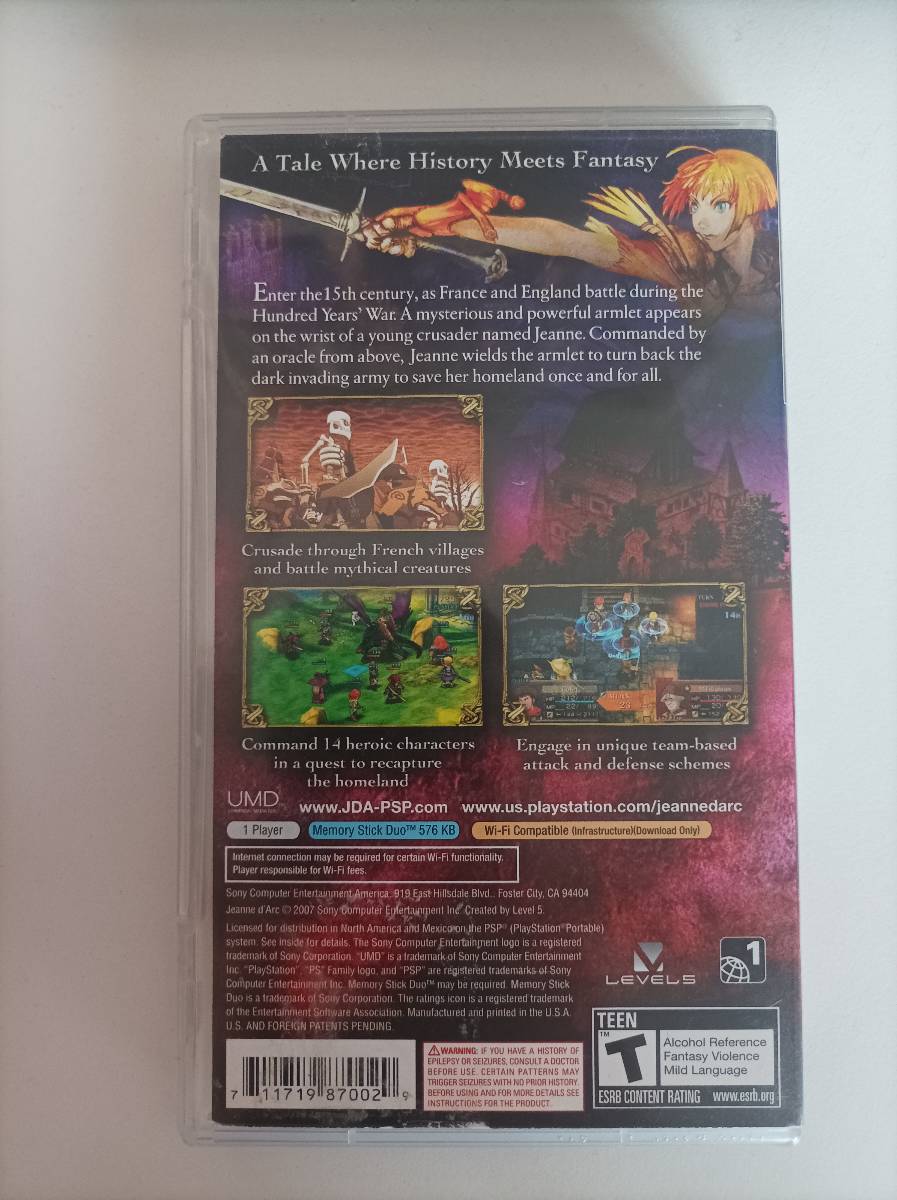 A Tale Where History Meets Fantasy
Enter the15th century, as France and England battle during the
Hundred Years' War. A mysterious and powerful armlet appears
on the wrist of a young crusader named Jeanne. Commanded by
an oracle from above, Jeanne wields the armlet to turn back the
dark invading army to save her homeland once and for all.
Crusade through French villages
and battle mythical creatures
TURN
Command 14 heroic characters
in a quest to recapture
the homeland
Engage in unique team-based
attack and defense schemes
UMD
www.JDA-PSP.com www.us.playstation.com/jeannedarc
1 Player Memory Stick Duo™ 576 KB Wi-Fi Compatible (Infrastructure)(Download Only)
Internet connection may be required for certain Wi-Fi functionality.
Player responsible for Wi-Fi fees.
Sony Computer Entertainment America. 919 East Hillsdale Blvd., Foster City, CA 94404
Jeanne d'Arc © 2007 Sony Computer Entertainment Inc. Created by Level 5.
Licensed for distribution in North America and Mexico on the PSP® (PlayStation®Portable)
system. See inside for details. The Sony Computer Entertainment logo is a registered
trademark of Sony Corporation. "UMD" is a trademark of Sony Computer Entertainment
Inc. "PlayStation", "PS" Family logo, and "PSP" are registered trademarks of Sony
Computer Entertainment Inc. Memory Stick Duo™ may be required. Memory Stick
Duo is a trademark of Sony Corporation. The ratings icon is a registered trademark
of the Entertainment Software Association. Manufactured and printed in the U.S.A.
U.S. AND FOREIGN PATENTS PENDING.
LEVEL5
1
TEEN
T
TM
Alcohol Reference
Fantasy Violence
Mild Language
ESRB CONTENT RATING www.esrb.org
7 11719 87002 9
WARNING: IF YOU HAVE A HISTORY OF
EPILEPSY OR SEIZURES, CONSULT A DOCTOR
BEFORE USE. CERTAIN PATTERNS MAY
TRIGGER SEIZURES WITH NO PRIOR HISTORY.
BEFORE USING AND FOR MORE DETAILS SEE
INSTRUCTIONS FOR THE PRODUCT.